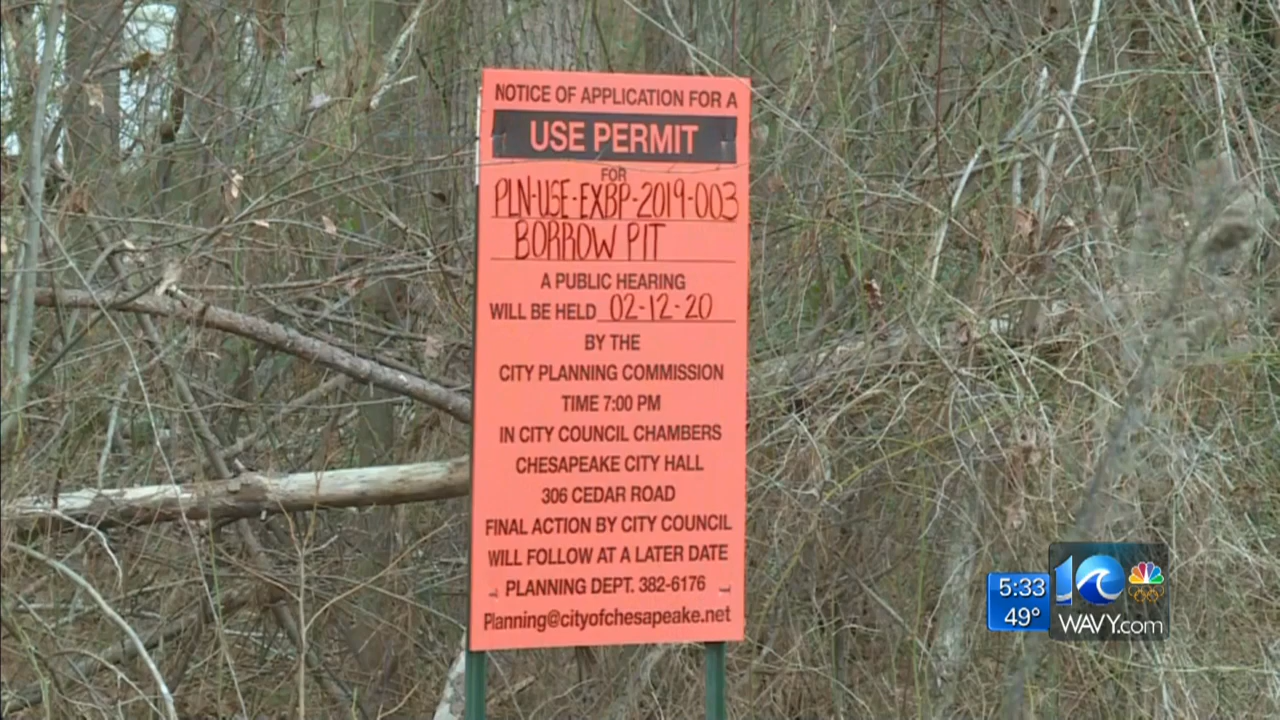 NOTICE OF APPLICATION FOR A
USE PERMIT
FOR
PLN-USE-EXBP-2019-003
BORROW PIT
A PUBLIC HEARING
WILL BE HELD 02-12-20
BY THE
CITY PLANNING COMMISSION
TIME 7:00 PM
IN CITY COUNCIL CHAMBERS
CHESAPEAKE CITY HALL
306 CEDAR ROAD
FINAL ACTION BY CITY COUNCIL
WILL FOLLOW AT A LATER DATE
PLANNING DEPT. 382-6176
Planning@cityofchesapeake.net
5:33
49°
10
WAVY.com